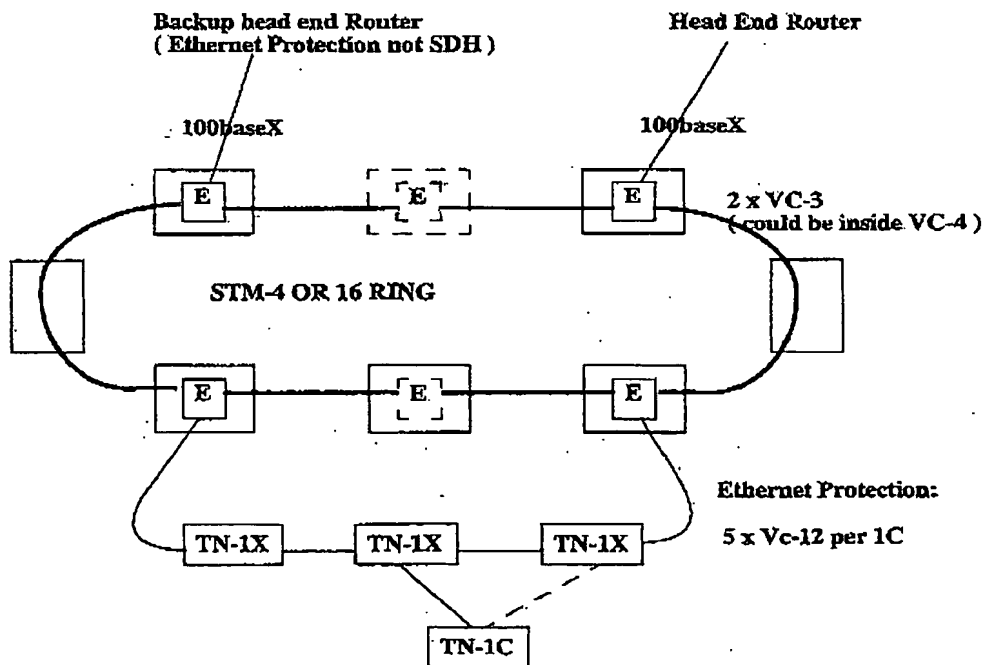 Backup head end Router
( Ethernet Protection not SDH )
Head End Router
100baseX
100baseX
E
E
E
2 x VC-3
( could be inside VC-4 )
STM-4 OR 16 RING
E
E
E
Ethernet Protection:
5 x Vc-12 per 1C
TN-1X
TN-1X
TN-1X
TN-1C